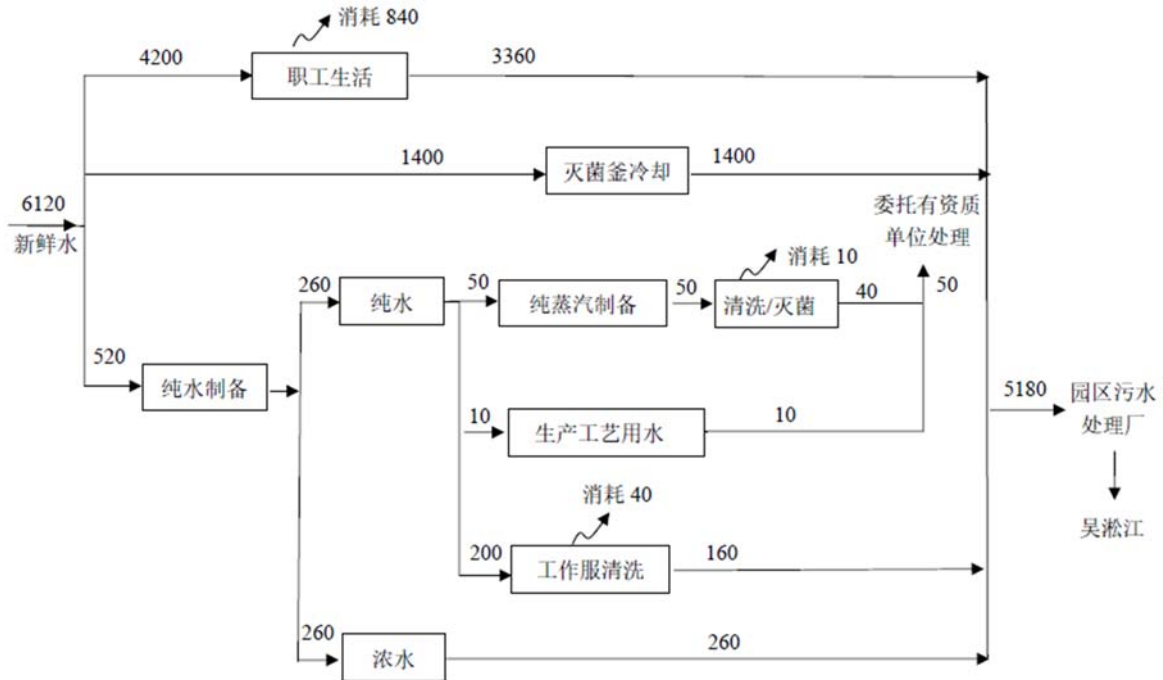 消耗 840
4200
职工生活
3360
1400
灭菌釜冷却
1400
6120
新鲜水
委托有资质
单位处理
消耗 10
260
纯水
50
纯蒸汽制备
50
清洗/灭菌
40
50
520
纯水制备
5180
园区污水
处理厂
10
生产工艺用水
10
消耗 40
吴淞江
200
工作服清洗
160
260
浓水
260